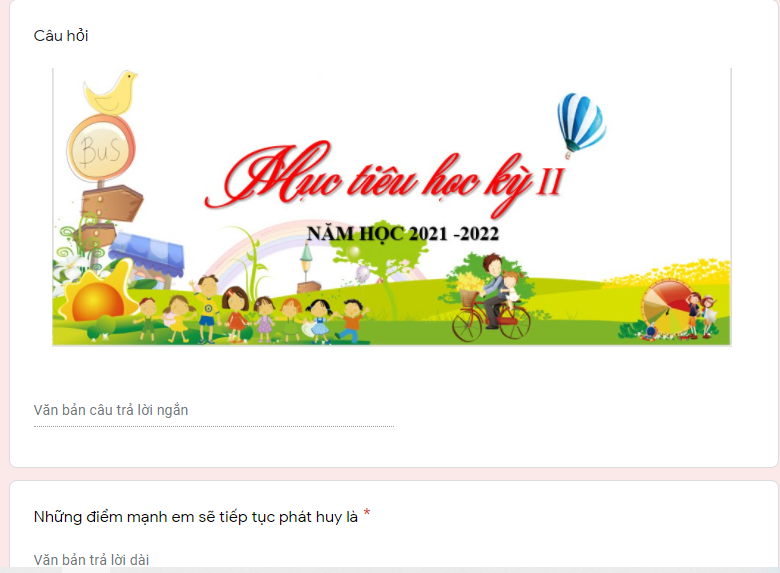 Câu hỏi
BuS
Mục tiêu học kỳ II
NĂM HỌC 2021 -2022
Văn bản câu trả lời ngắn
Những điểm mạnh em sẽ tiếp tục phát huy là *
Văn bản trả lời dài